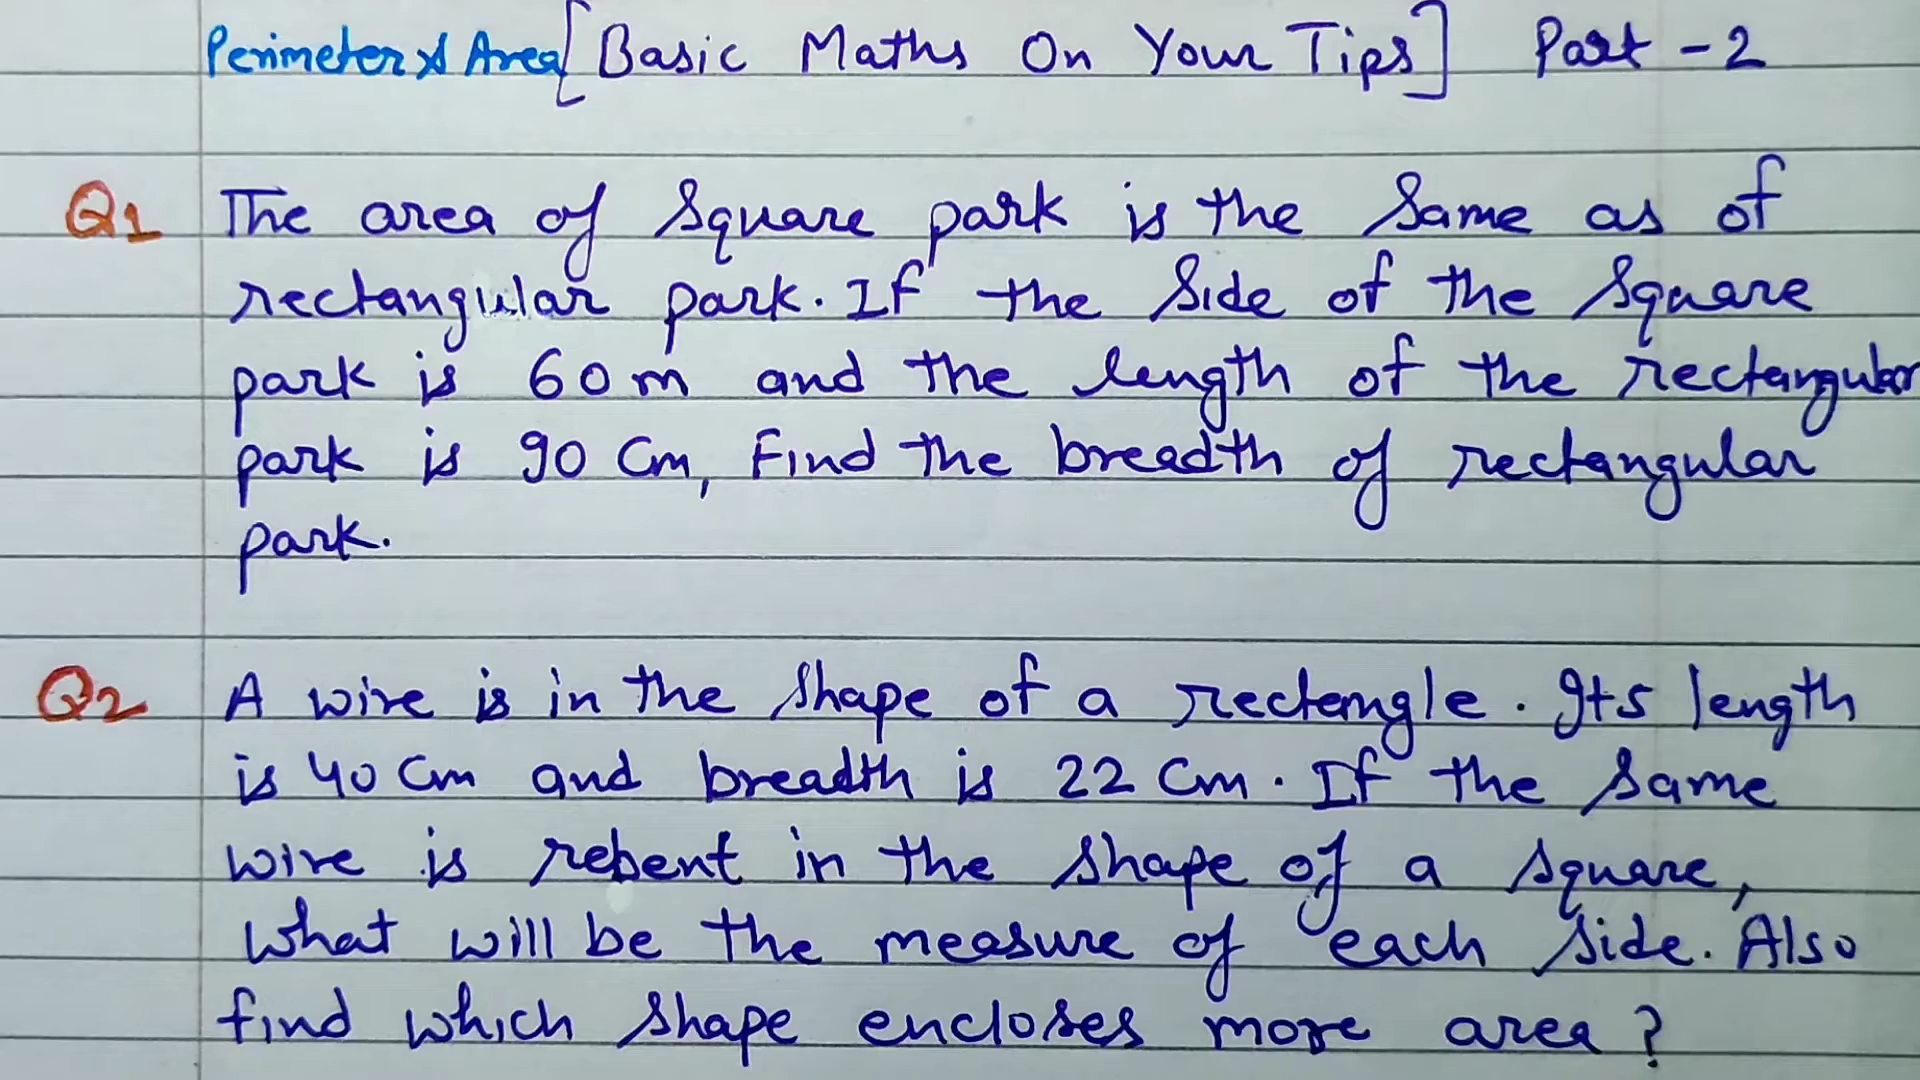 Perimeter & Area [Basic Maths On Your Tips] Part - 2
Q1 The area of square park is the same as of
rectangular park. If the side of the square
park is 60 m and the length of the rectangular
park is 90 cm, Find the breadth of rectangular
park.
Q2 A wire is in the shape of a rectangle. Its length
is 40 cm and breadth is 22 cm. If the same
wire is rebent in the shape of a square,
what will be the measure of each side. Also
find which shape encloses more area?